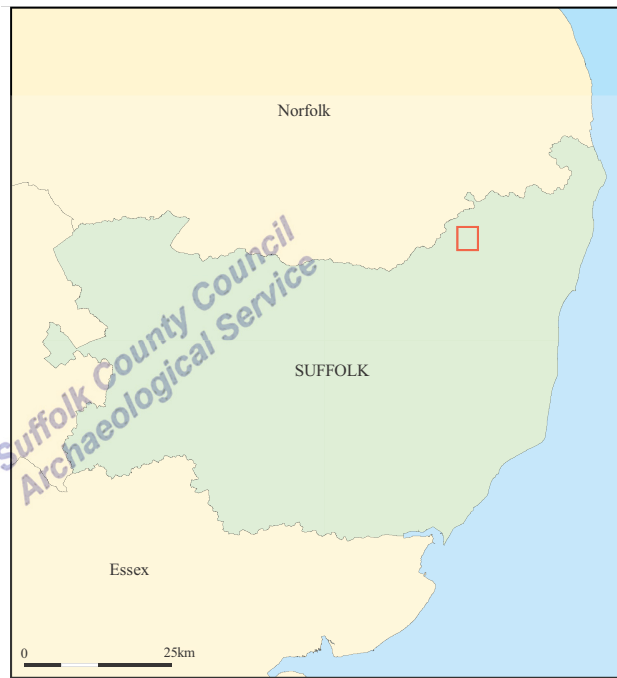 Norfolk
Suffolk County Council
Archaeological Service
SUFFOLK
Essex
0 25km